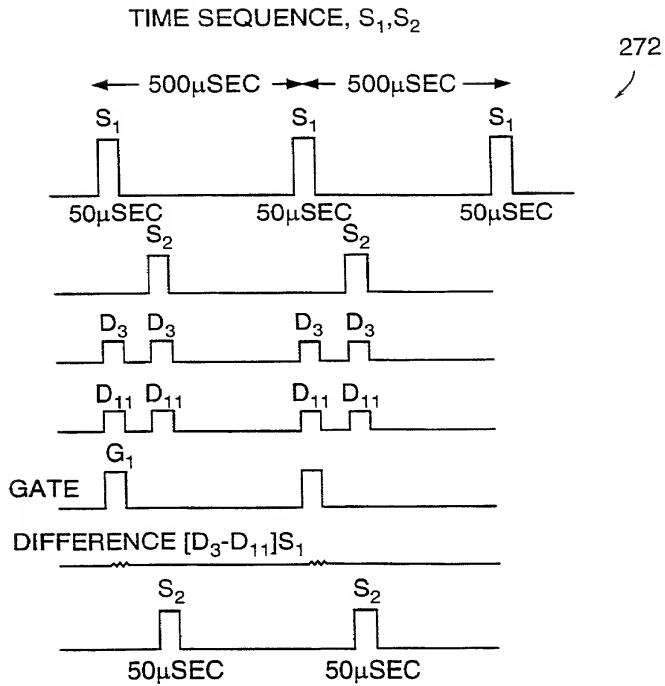 TIME SEQUENCE, S₁,S₂
272
500μSEC 500μSEC
S₁ S₁ S₁
50μSEC 50μSEC 50μSEC
S₂ S₂
D₃ D₃ D₃ D₃
D₁₁ D₁₁ D₁₁ D₁₁
G₁
GATE
DIFFERENCE [D₃-D₁₁]S₁
S₂ S₂
50μSEC 50μSEC